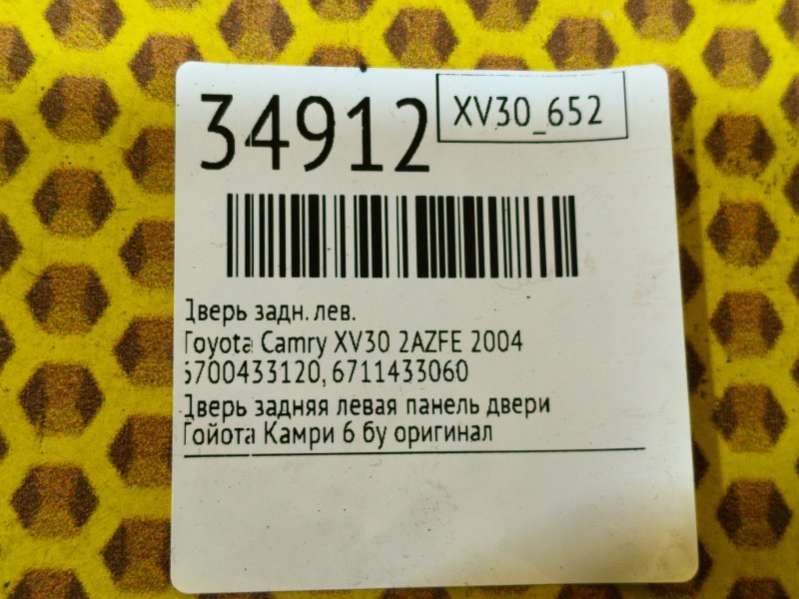 34912
XV30_652
Дверь задн. лев.
Toyota Camry XV30 2AZFE 2004
6700433120, 6711433060
Дверь задняя левая панель двери
Тойота Камри 6 бу оригинал